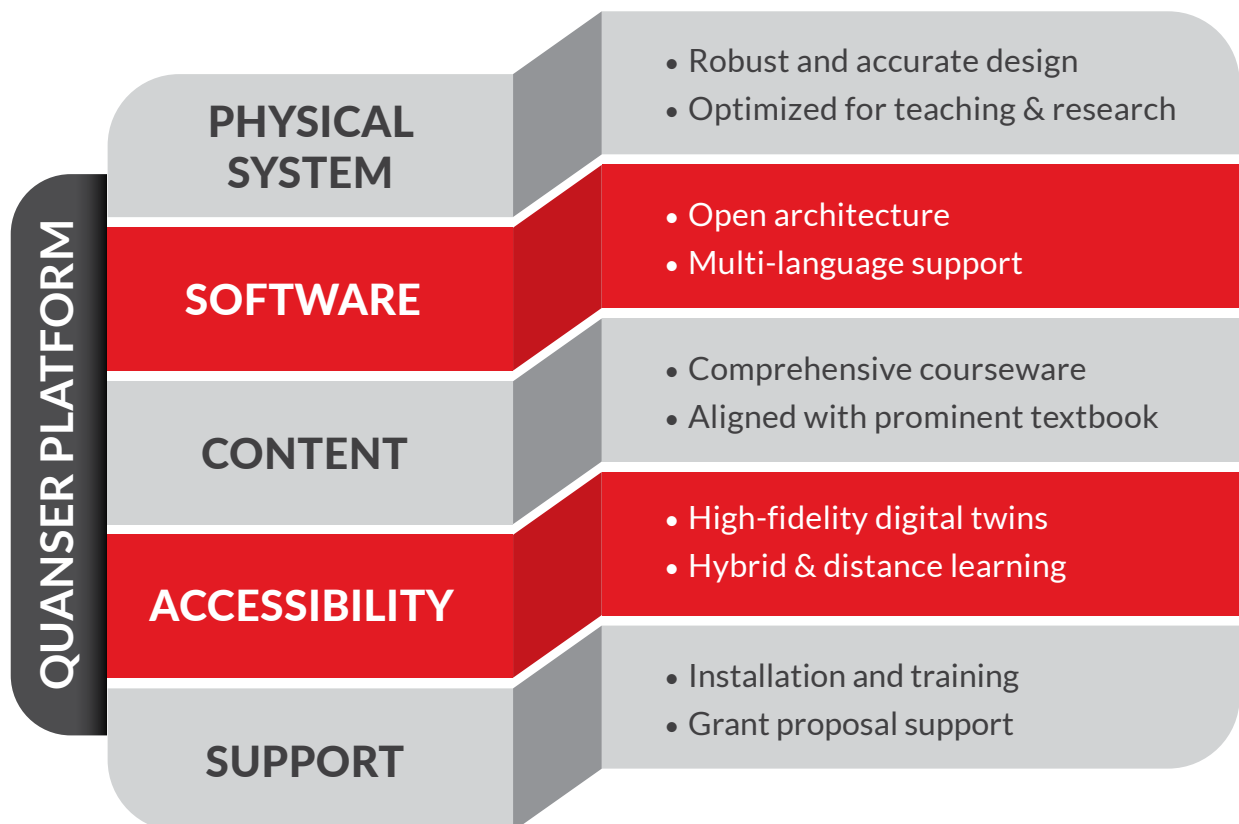 QUANSER PLATFORM
PHYSICAL
SYSTEM
• Robust and accurate design
• Optimized for teaching & research
SOFTWARE
• Open architecture
• Multi-language support
CONTENT
• Comprehensive courseware
• Aligned with prominent textbook
ACCESSIBILITY
• High-fidelity digital twins
• Hybrid & distance learning
SUPPORT
• Installation and training
• Grant proposal support